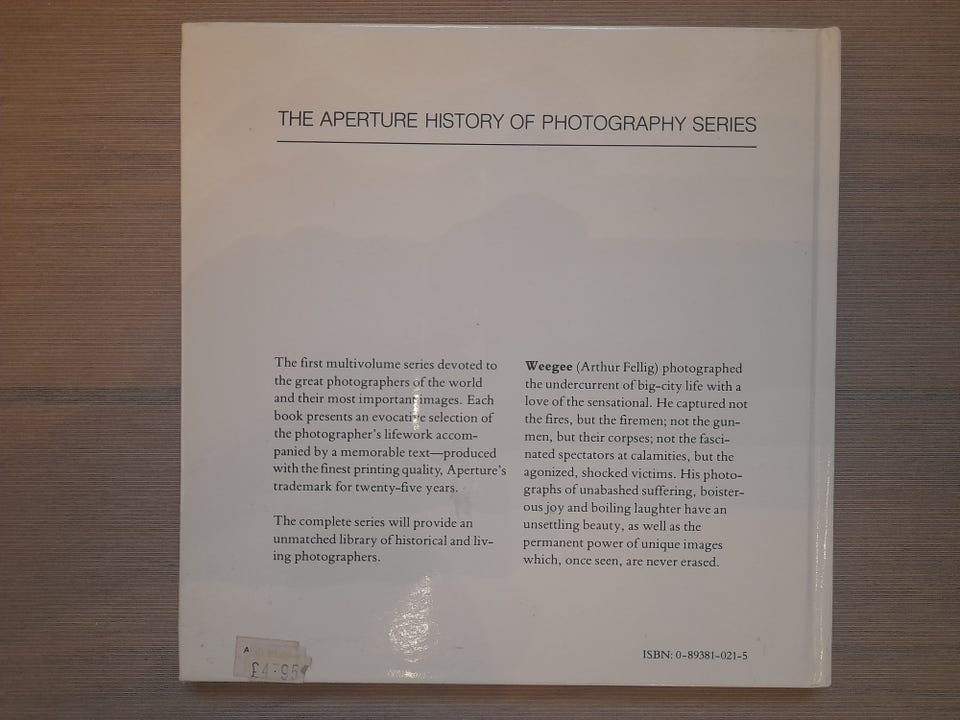 THE APERTURE HISTORY OF PHOTOGRAPHY SERIES
The first multivolume series devoted to
the great photographers of the world
and their most important images. Each
book presents an evocative selection of
the photographer's lifework accom-
panied by a memorable text—produced
with the finest printing quality, Aperture's
trademark for twenty-five years.
The complete series will provide an
unmatched library of historical and liv-
ing photographers.
Weegee (Arthur Fellig) photographed
the undercurrent of big-city life with a
love of the sensational. He captured not
the fires, but the firemen; not the gun-
men, but their corpses; not the fasci-
nated spectators at calamities, but the
agonized, shocked victims. His photo-
graphs of unabashed suffering, boister-
ous joy and boiling laughter have an
unsettling beauty, as well as the
permanent power of unique images
which, once seen, are never erased.
£4.95
ISBN: 0-89381-021-5